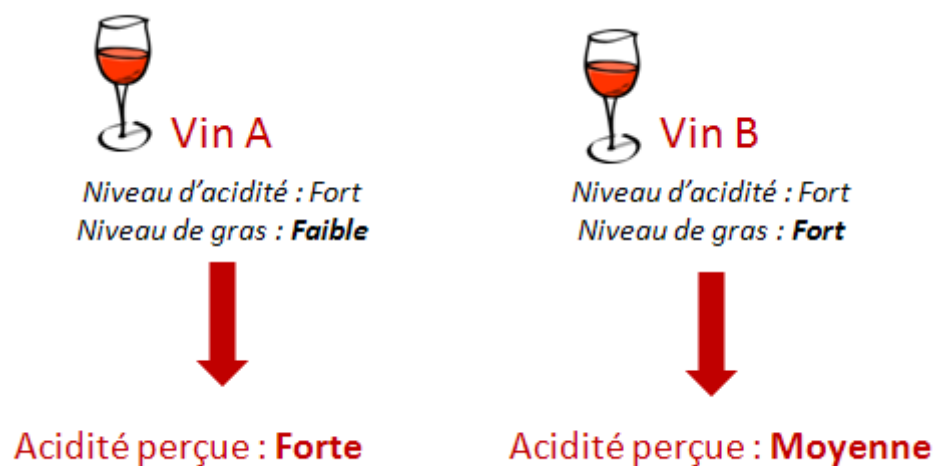 Vin A
Niveau d'acidité : Fort
Niveau de gras : Faible
Acidité perçue : Forte
Vin B
Niveau d'acidité : Fort
Niveau de gras : Fort
Acidité perçue : Moyenne